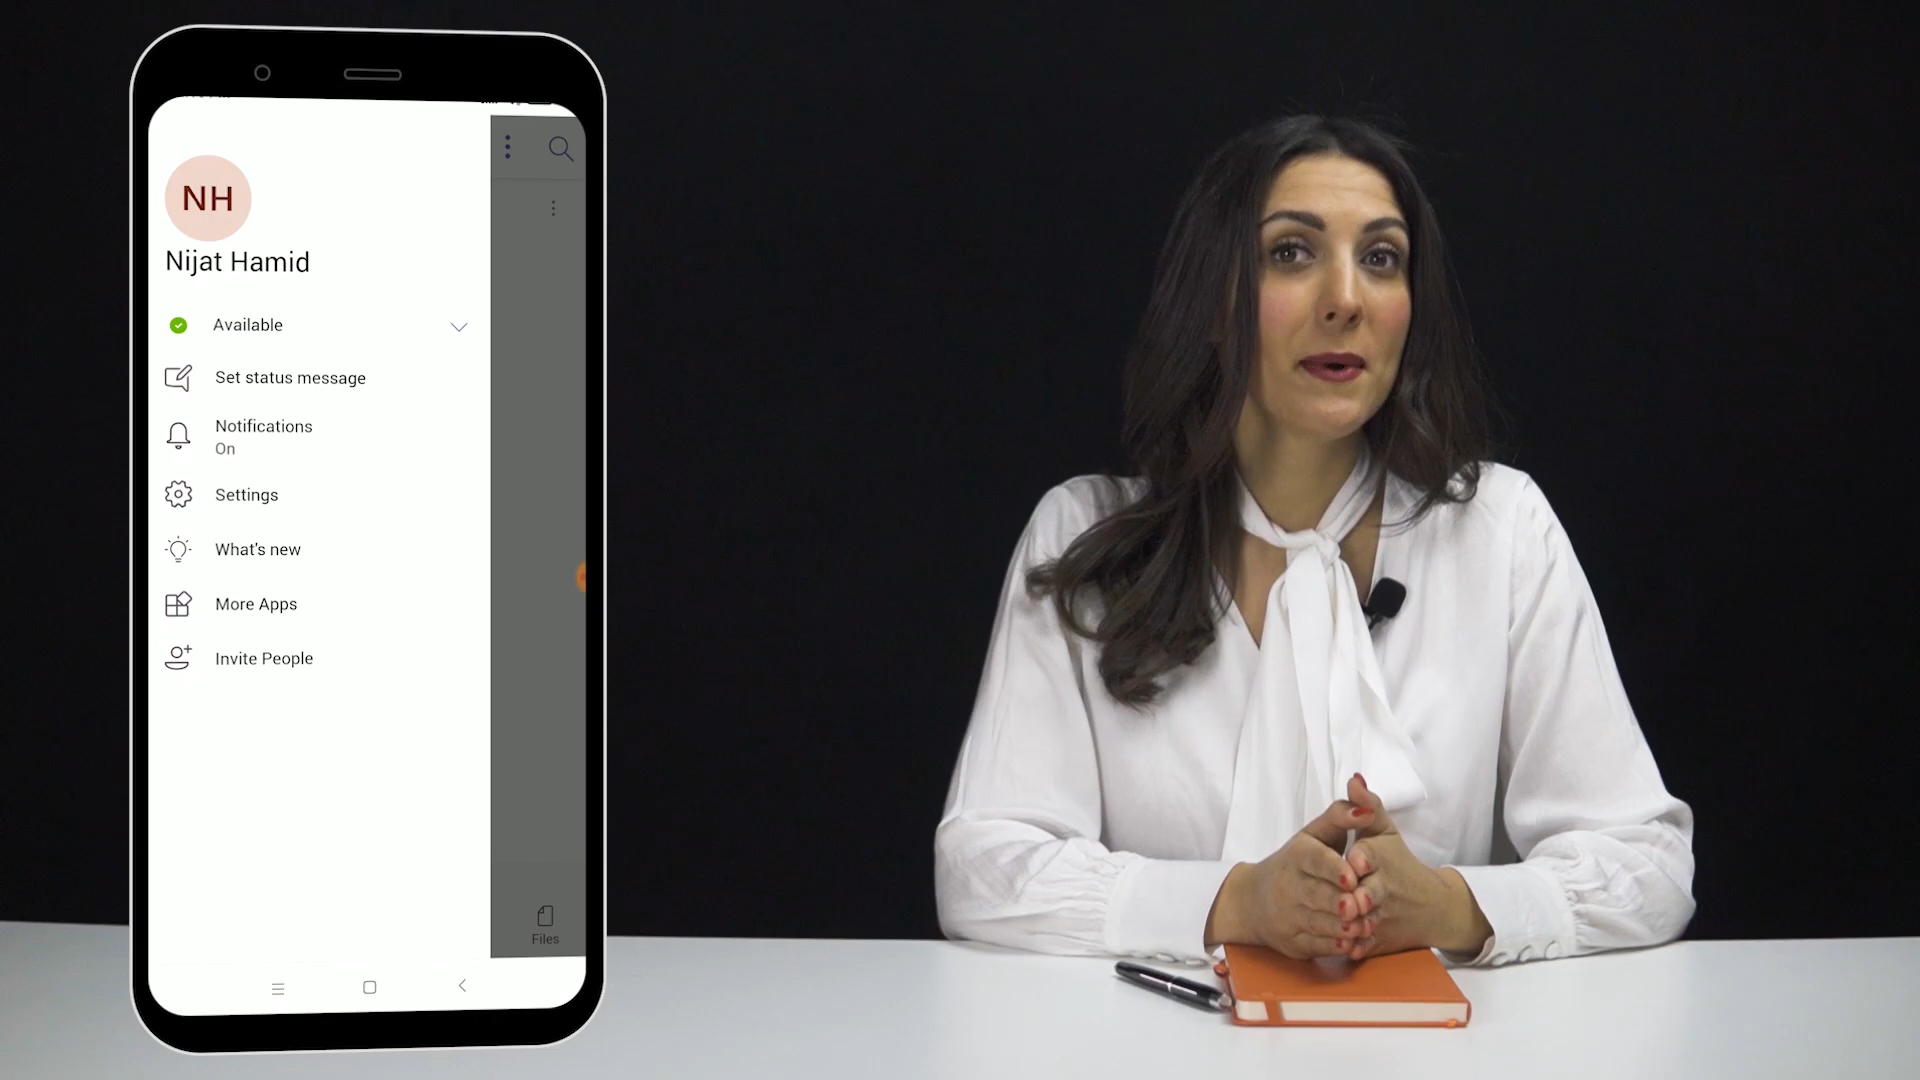 NH
Nijat Hamid
Available
Set status message
Notifications
On
Settings
What's new
More Apps
Invite People
Files